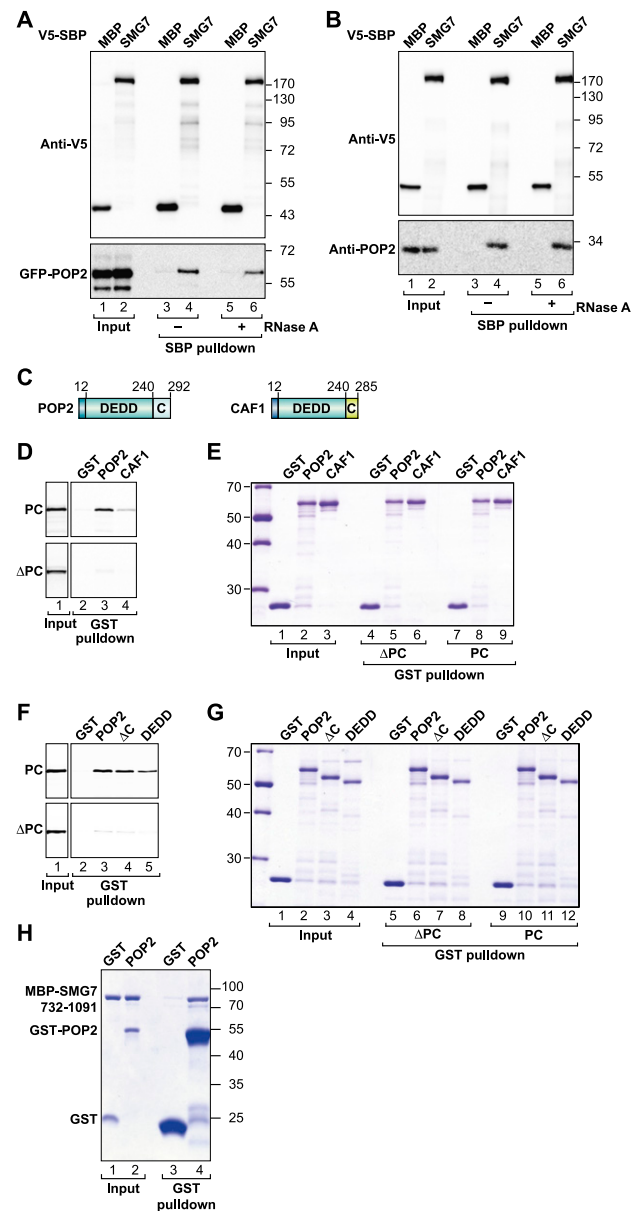 A
V5-SBP
MBP
SMG7
MBP
SMG7
MBP
SMG7
Anti-V5
170
130
95
72
55
43
GFP-POP2
72
55
1 2 3 4 5 6
Input – + RNase A
SBP pulldown
B
V5-SBP
MBP
SMG7
MBP
SMG7
MBP
SMG7
Anti-V5
170
130
95
72
55
Anti-POP2
34
1 2 3 4 5 6
Input – + RNase A
SBP pulldown
C
12 240 292
POP2 DEDD C
12 240 285
CAF1 DEDD C
D
GST
POP2
CAF1
PC
ΔPC
1 2 3 4
Input GST
pulldown
E
GST
POP2
CAF1
GST
POP2
CAF1
GST
POP2
CAF1
70
50
40
30
1 2 3 4 5 6 7 8 9
Input ΔPC PC
GST pulldown
F
GST
POP2
ΔC
DEDD
PC
ΔPC
1 2 3 4 5
Input GST
pulldown
G
GST
POP2
ΔC
DEDD
GST
POP2
ΔC
DEDD
GST
POP2
ΔC
DEDD
70
50
40
30
1 2 3 4 5 6 7 8 9 10 11 12
Input ΔPC PC
GST pulldown
H
GST
POP2
GST
POP2
MBP-SMG7
732-1091
GST-POP2
GST
100
70
55
40
35
25
1 2 3 4
Input GST
pulldown